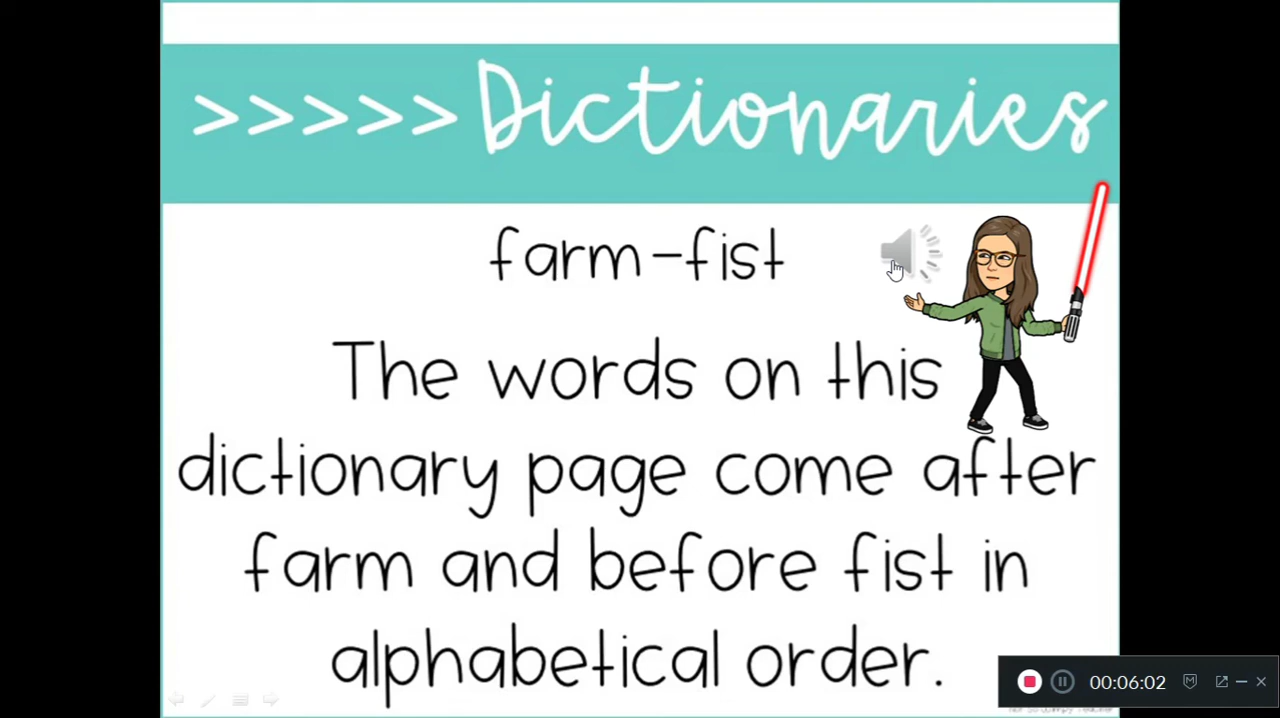 >>>>> Dictionaries
farm-fist
The words on this
dictionary page come after
farm and before fist in
alphabetical order.
00:06:02